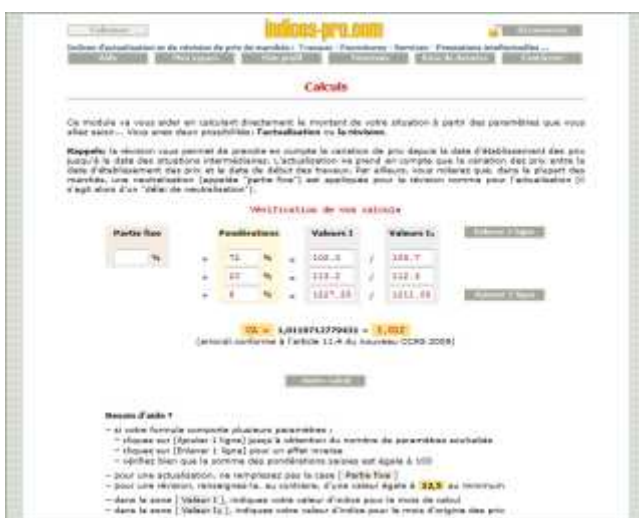 indices-pro.com
Indices d'actualisation et de révision de prix de marchés : Travaux - Fournitures - Services - Prestations intellectuelles ...
Calculs
Ce module va vous aider en calculant directement le montant de votre situation à partir des paramètres que vous
allez saisir... Vous avez deux possibilités: l'actualisation ou la révision.
Rappels: la révision vous permet de prendre en compte la variation de prix depuis la date d'établissement des prix
jusqu'à la date des situations intermédiaires. L'actualisation ne prend en compte que la variation des prix entre la
date d'établissement des prix et la date de début des travaux. Par ailleurs, vous noterez que, dans la plupart des
marchés, une neutralisation (appelée "partie fixe") est appliquée pour la révision comme pour l'actualisation (il
s'agit alors d'un "délai de neutralisation").
Vérification de vos calculs
Partie fixe Pondérations Valeurs I Valeurs I₀
% + % × /
+ % × /
+ % × /
CA = = 1,012
(arrondi conforme à l'article 11.4 du nouveau CCAG 2009)
Besoin d'aide ?
- si votre formule comporte plusieurs paramètres :
- cliquez sur [Ajouter 1 ligne] jusqu'à obtention du nombre de paramètres souhaités
- cliquez sur [Enlever 1 ligne] pour un effet inverse
- vérifiez bien que la somme des pondérations saisies est égale à 100
- pour une actualisation, ne remplissez pas la case [ Partie fixe ]
- pour une révision, renseignez-la, au contraire, d'une valeur égale à 12,5 au minimum
- dans la zone [ Valeur I ], indiquez votre valeur d'indice pour le mois de calcul
- dans la zone [ Valeur I₀ ], indiquez votre valeur d'indice pour le mois d'origine des prix